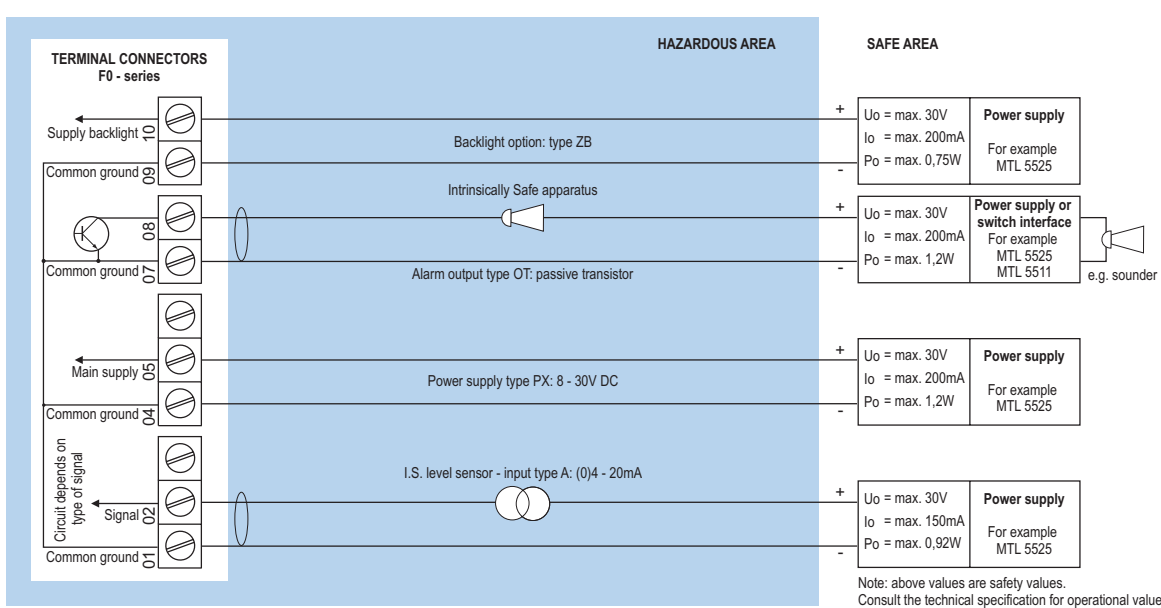 HAZARDOUS AREA
SAFE AREA
TERMINAL CONNECTORS
F0 - series
Supply backlight
10
Backlight option: type ZB
+
Uo = max. 30V
Io = max. 200mA
Po = max. 0,75W
Power supply
For example
MTL 5525
Common ground
09
-
Intrinsically Safe apparatus
08
+
Uo = max. 30V
Io = max. 200mA
Po = max. 1,2W
Power supply or
switch interface
For example
MTL 5525
MTL 5511
e.g. sounder
Common ground
07
Alarm output type OT: passive transistor
-
Main supply
05
Power supply type PX: 8 - 30V DC
+
Uo = max. 30V
Io = max. 200mA
Po = max. 1,2W
Power supply
For example
MTL 5525
Common ground
04
-
Circuit depends on
type of signal
I.S. level sensor - input type A: (0)4 - 20mA
Signal
02
+
Uo = max. 30V
Io = max. 150mA
Po = max. 0,92W
Power supply
For example
MTL 5525
Common ground
01
-
Note: above values are safety values.
Consult the technical specification for operational value